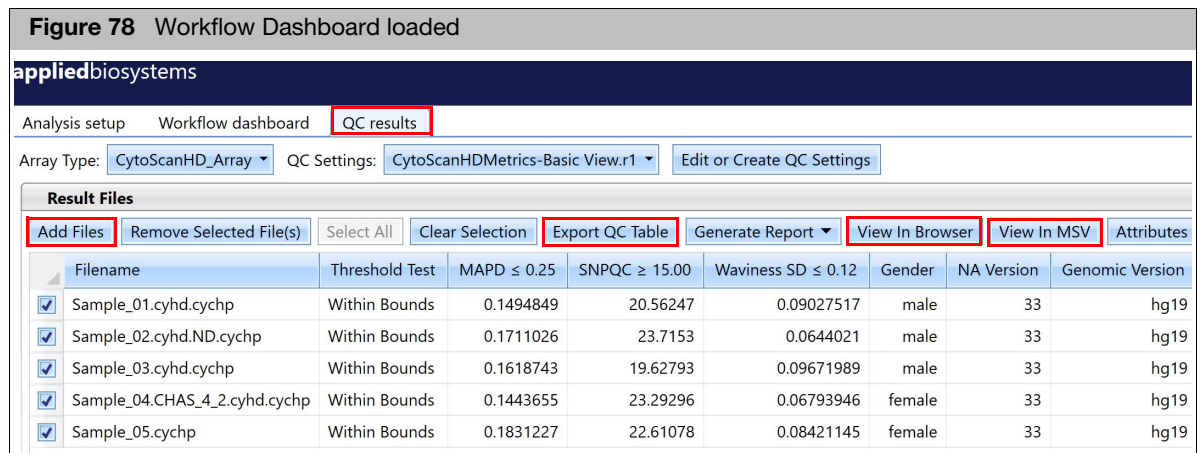 Figure 78 Workflow Dashboard loaded
appliedbiosystems
Analysis setup Workflow dashboard QC results
Array Type: CytoScanHD_Array QC Settings: CytoScanHDMetrics-Basic View.r1 Edit or Create QC Settings
Result Files
Add Files Remove Selected File(s) Select All Clear Selection Export QC Table Generate Report View In Browser View In MSV Attributes
Filename Threshold Test MAPD ≤ 0.25 SNPQC ≥ 15.00 Waviness SD ≤ 0.12 Gender NA Version Genomic Version
Sample_01.cyhd.cychp Within Bounds 0.1494849 20.56247 0.09027517 male 33 hg19
Sample_02.cyhd.ND.cychp Within Bounds 0.1711026 23.7153 0.0644021 male 33 hg19
Sample_03.cyhd.cychp Within Bounds 0.1618743 19.62793 0.09671989 male 33 hg19
Sample_04.CHAS_4_2.cyhd.cychp Within Bounds 0.1443655 23.29296 0.06793946 female 33 hg19
Sample_05.cychp Within Bounds 0.1831227 22.61078 0.08421145 female 33 hg19